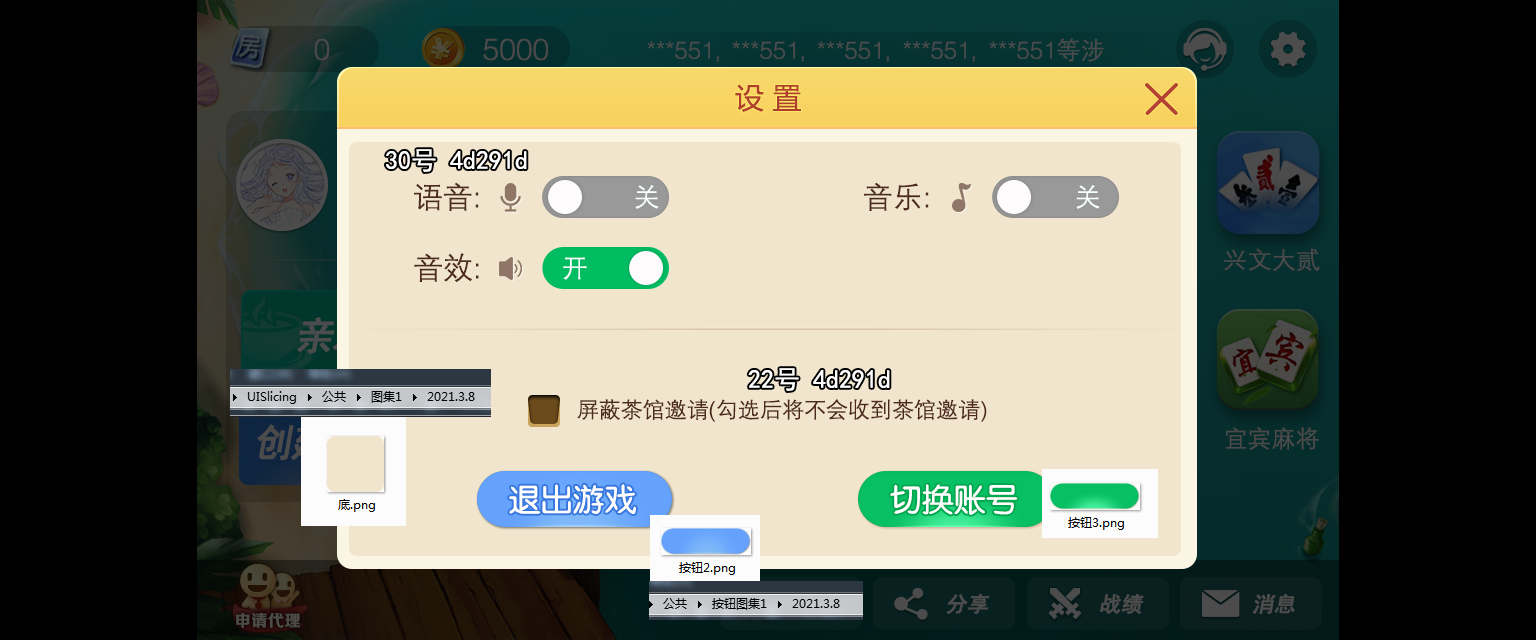 房 0
5000
***551, ***551, ***551, ***551, ***551等涉
设置
30号 4d291d
语音: 关
音乐: 关
音效: 开
兴文大贰
亲
UISlicing 公共 图集1 2021.3.8
22号 4d291d
屏蔽茶馆邀请(勾选后将不会收到茶馆邀请)
宜宾
宜宾麻将
创
底.png
退出游戏
切换账号
按钮3.png
按钮2.png
公共 按钮图集1 2021.3.8
申请代理
分享
战绩
消息